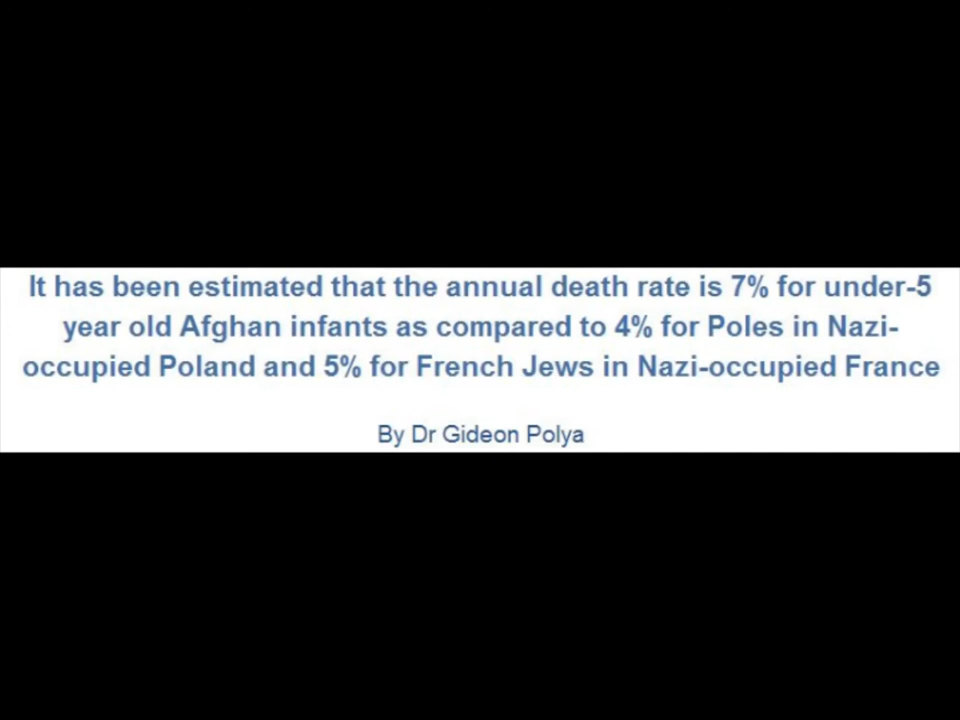 It has been estimated that the annual death rate is 7% for under-5
year old Afghan infants as compared to 4% for Poles in Nazi-
occupied Poland and 5% for French Jews in Nazi-occupied France
By Dr Gideon Polya